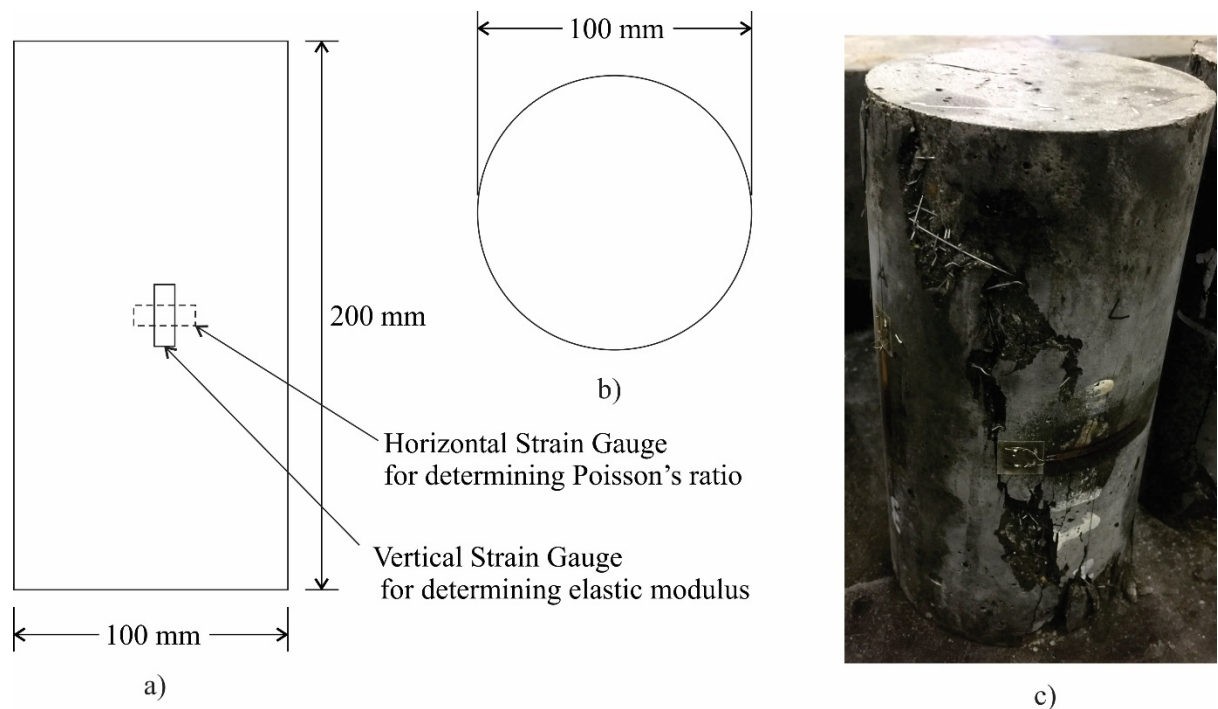 100 mm
200 mm
Horizontal Strain Gauge
for determining Poisson’s ratio
Vertical Strain Gauge
for determining elastic modulus
100 mm
a)
b)
c)